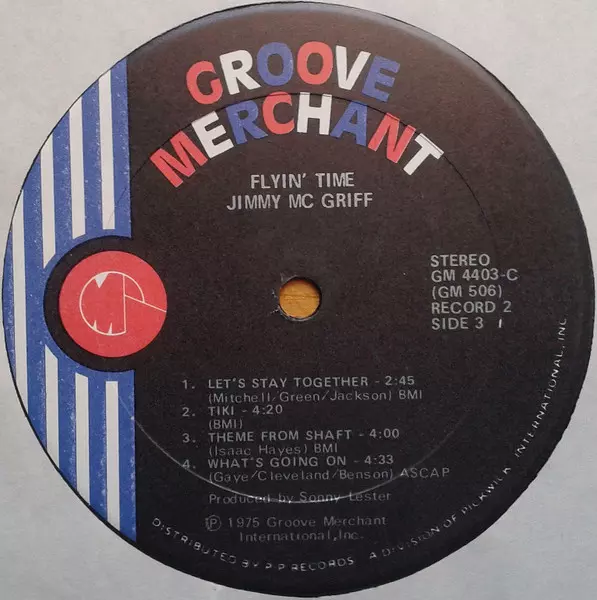 GROOVE
MERCHANT
FLYIN' TIME
JIMMY MC GRIFF
STEREO
GM 4403-C
(GM 506)
RECORD 2
SIDE 3 1
1. LET'S STAY TOGETHER - 2:45
(Mitchell/Green/Jackson) BMI
2. TIKI - 4:20
(BMI)
3. THEME FROM SHAFT - 4:00
(Isaac Hayes) BMI
4. WHAT'S GOING ON - 4:33
(Gaye/Cleveland/Benson) ASCAP
Produced by Sonny Lester
Ⓟ 1975 Groove Merchant
International, Inc.
DISTRIBUTED BY P.I.P. RECORDS A DIVISION OF PICKWICK INTERNATIONAL, INC.